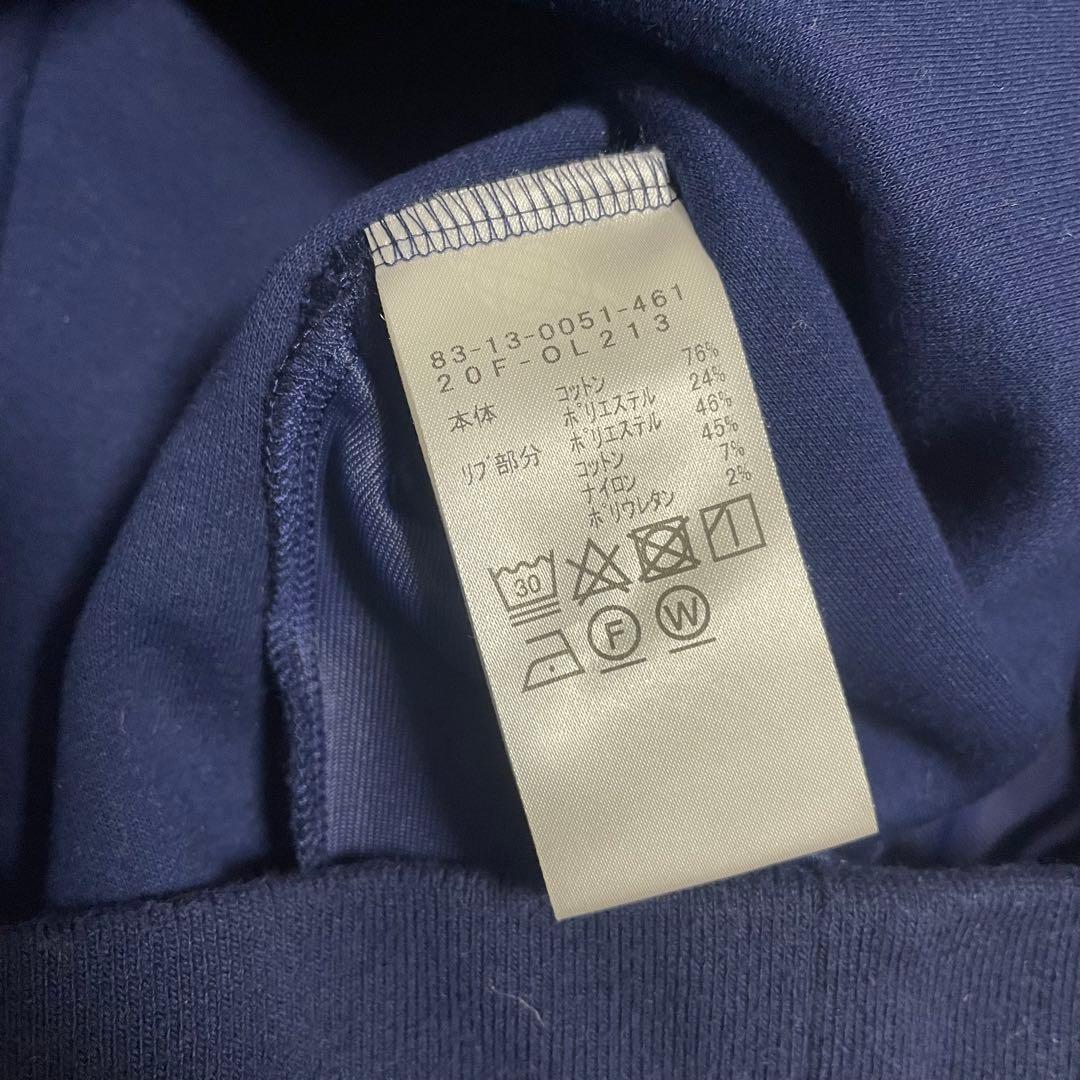 83-13-0051-461
20F-OL213
本体 コットン 76%
ポリエステル 24%
リブ部分 ポリエステル 46%
コットン 45%
ナイロン 7%
ポリウレタン 2%
30
F W